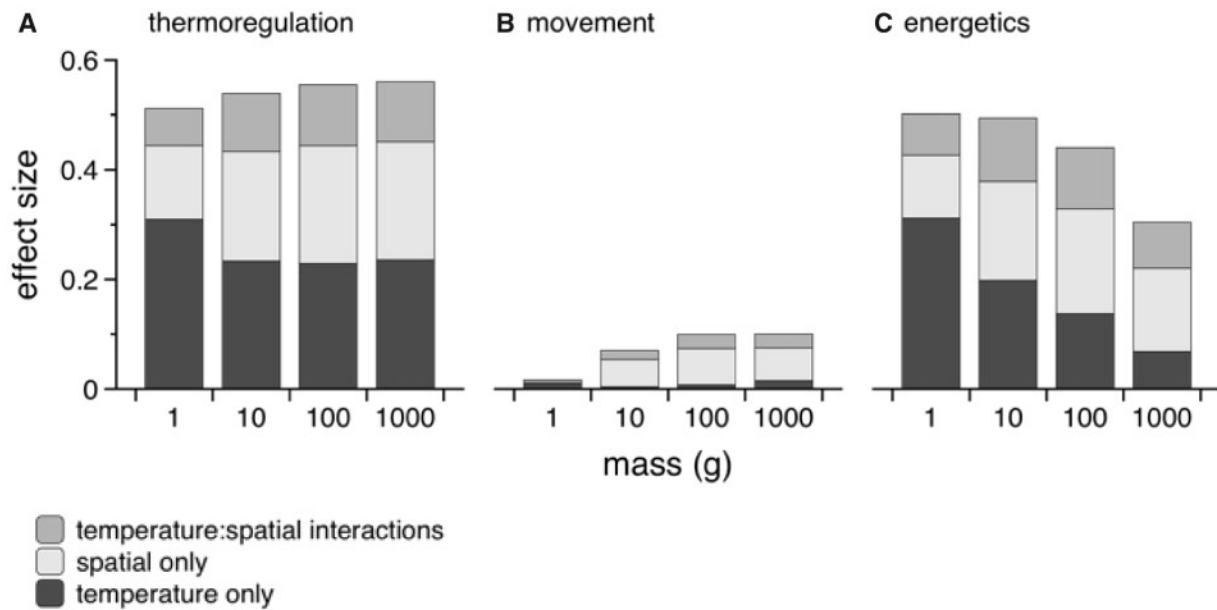 A thermoregulation
B movement
C energetics
0.6
0.4
0.2
0
effect size
1 10 100 1000
1 10 100 1000
1 10 100 1000
mass (g)
temperature:spatial interactions
spatial only
temperature only